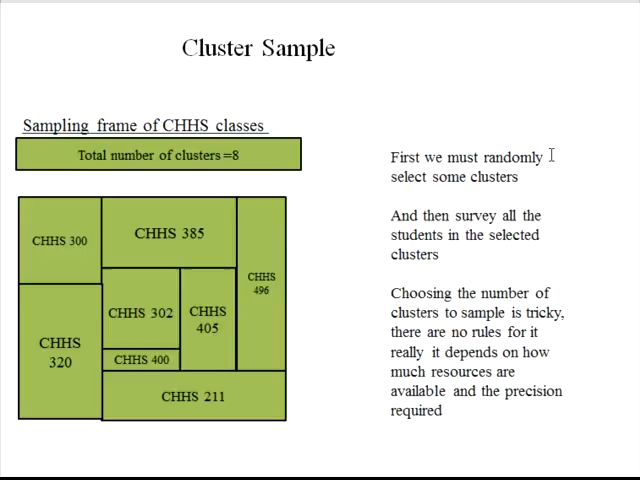 Cluster Sample
Sampling frame of CHHS classes
Total number of clusters =8
CHHS 300
CHHS 385
CHHS
496
CHHS 302
CHHS
405
CHHS
320
CHHS 400
CHHS 211
First we must randomly
select some clusters
And then survey all the
students in the selected
clusters
Choosing the number of
clusters to sample is tricky,
there are no rules for it
really it depends on how
much resources are
available and the precision
required